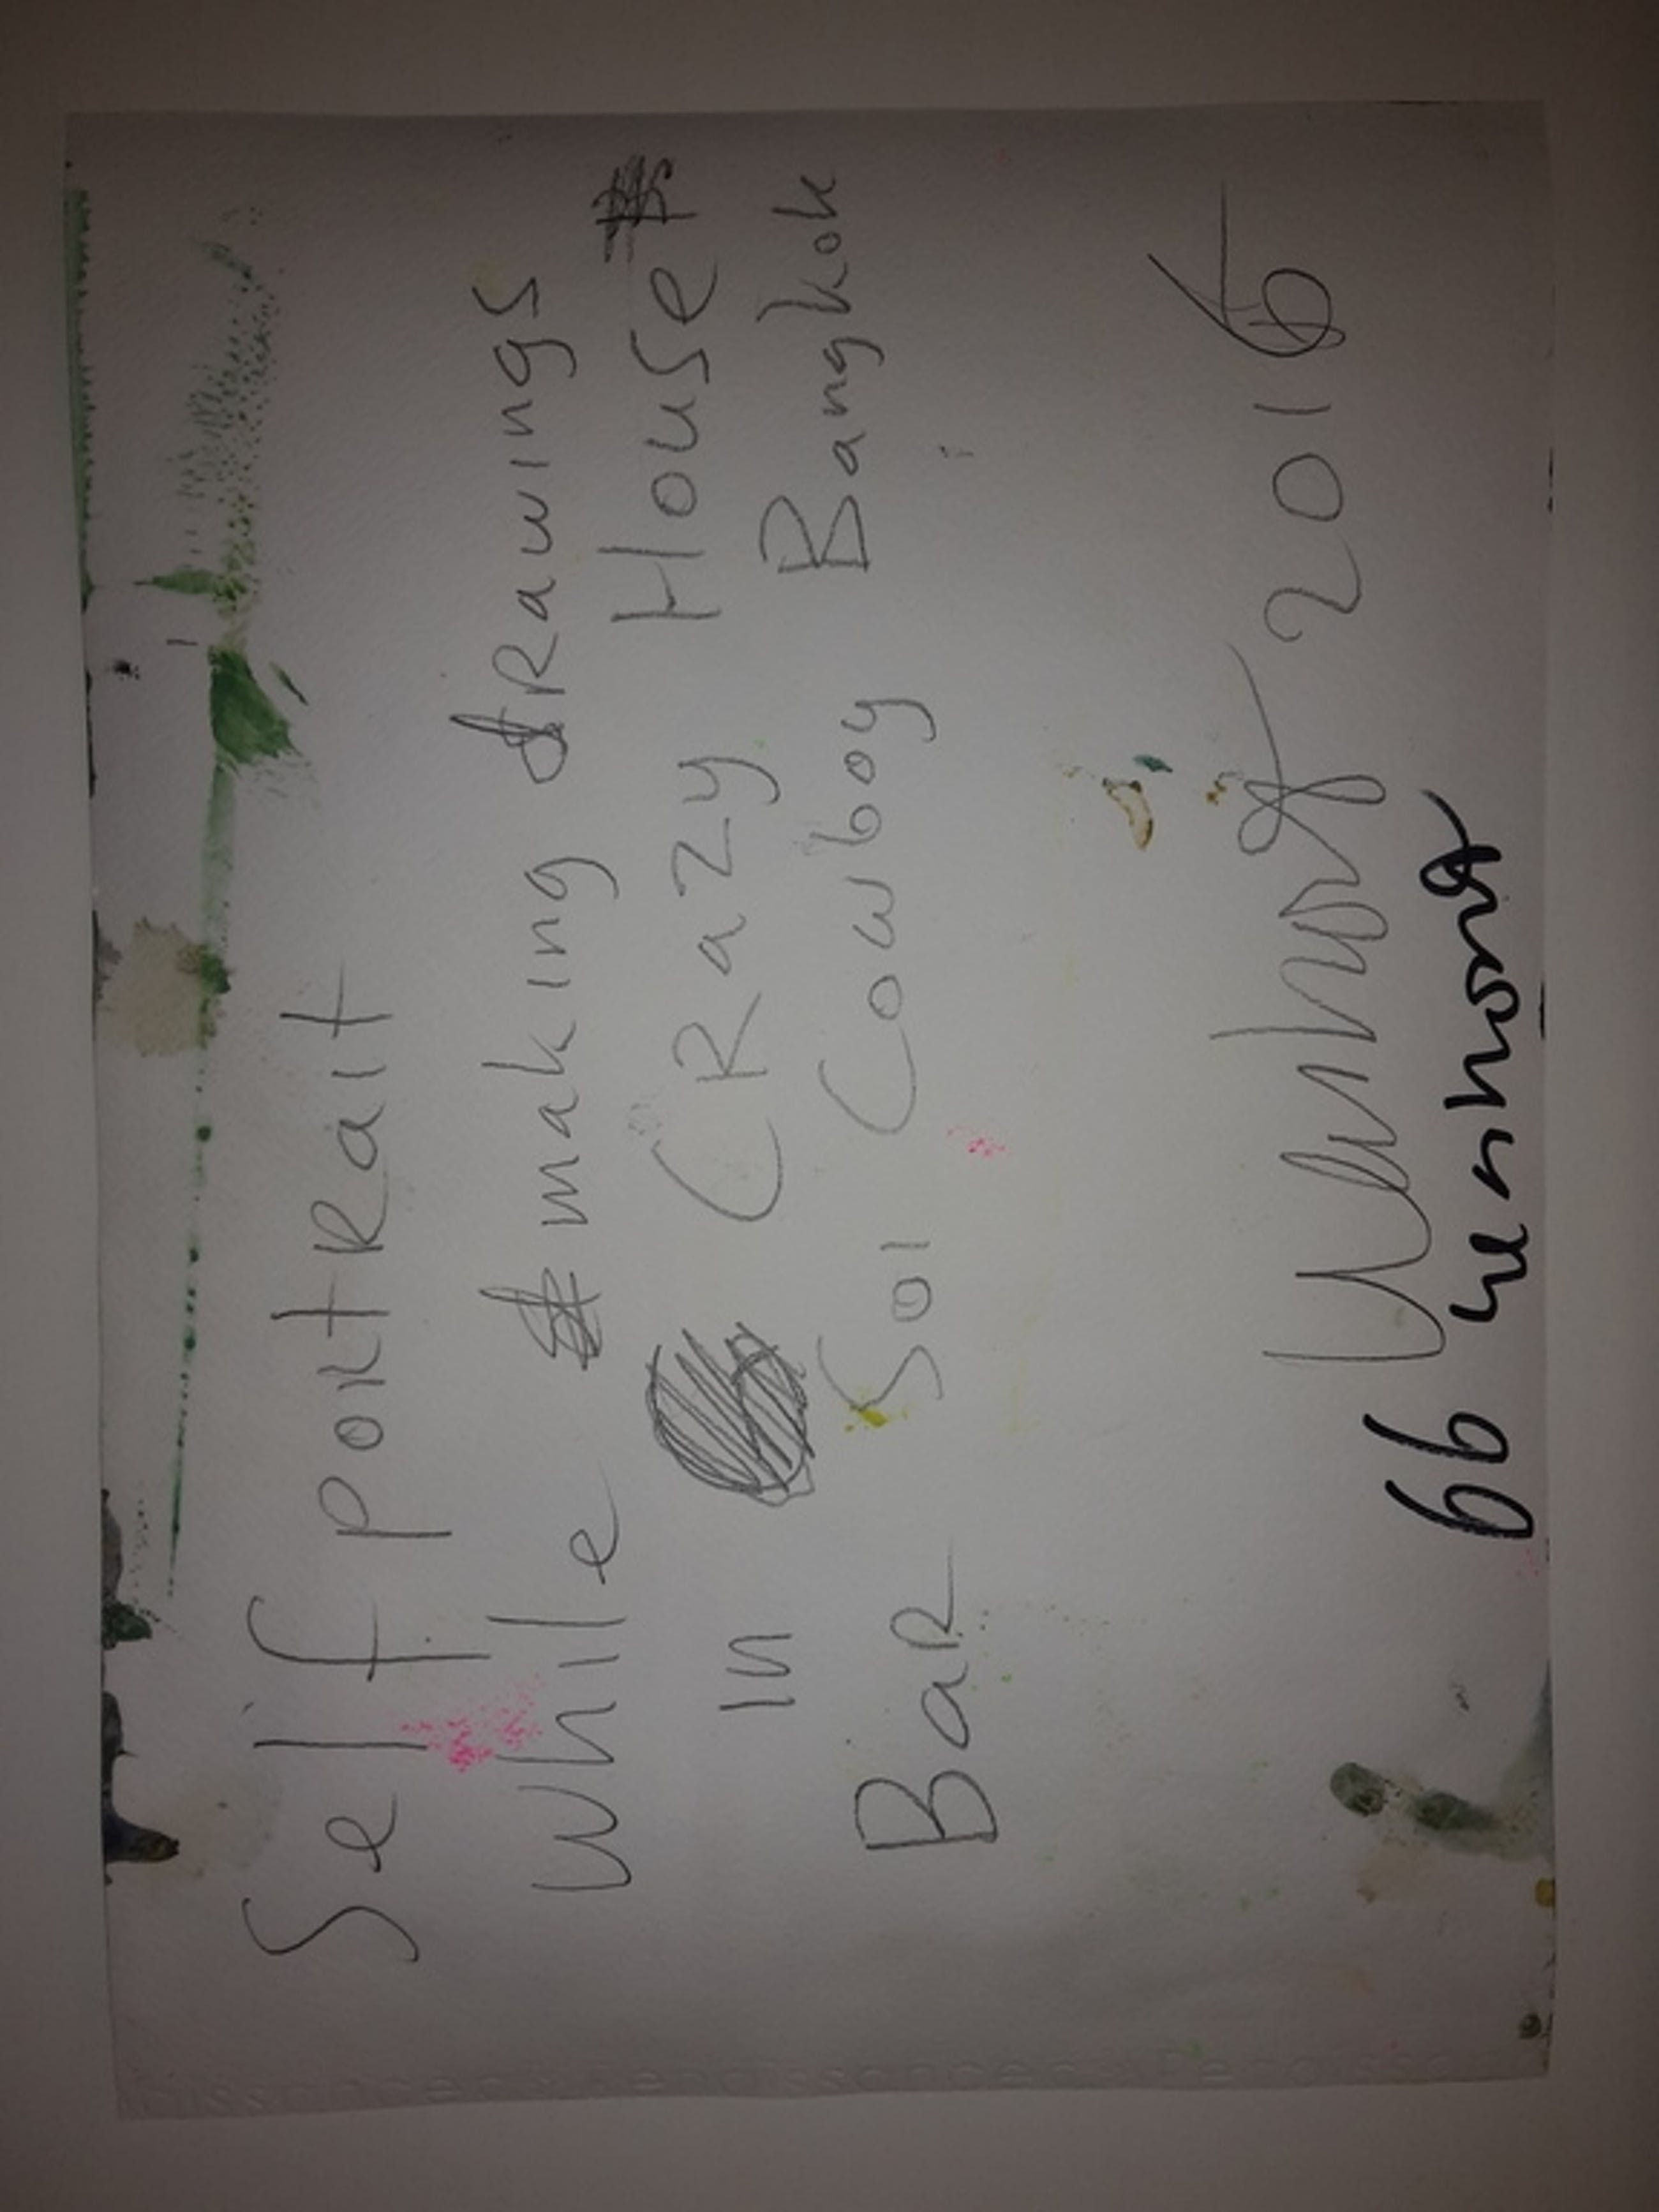 Self portRait
while making dRawings
in CRazy House
BaR Soi Cowboy Bangkok
2016